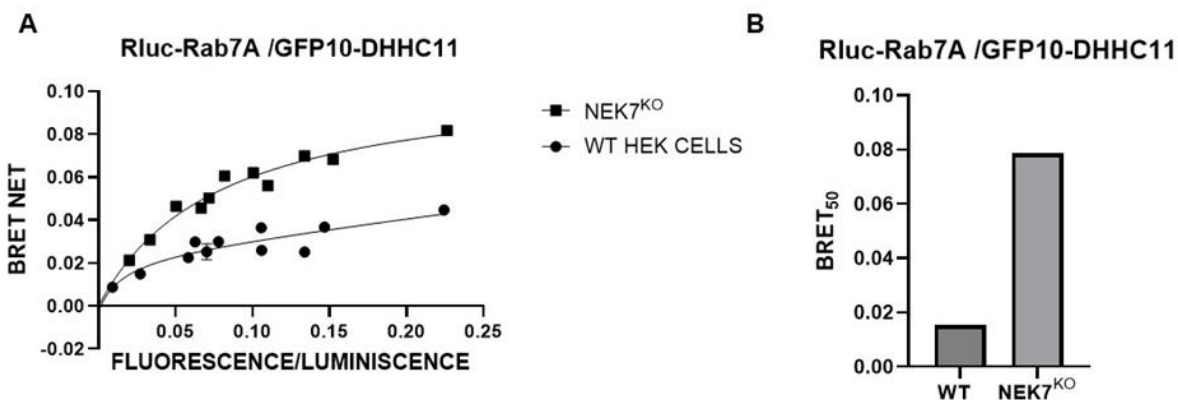 A
Rluc-Rab7A /GFP10-DHHC11
0.10
0.08
0.06
0.04
0.02
0.00
-0.02
BRET NET
0.05
0.10
0.15
0.20
0.25
FLUORESCENCE/LUMINISCENCE
NEK7KO
WT HEK CELLS
B
Rluc-Rab7A /GFP10-DHHC11
0.10
0.08
0.06
0.04
0.02
0.00
BRET50
WT
NEK7KO